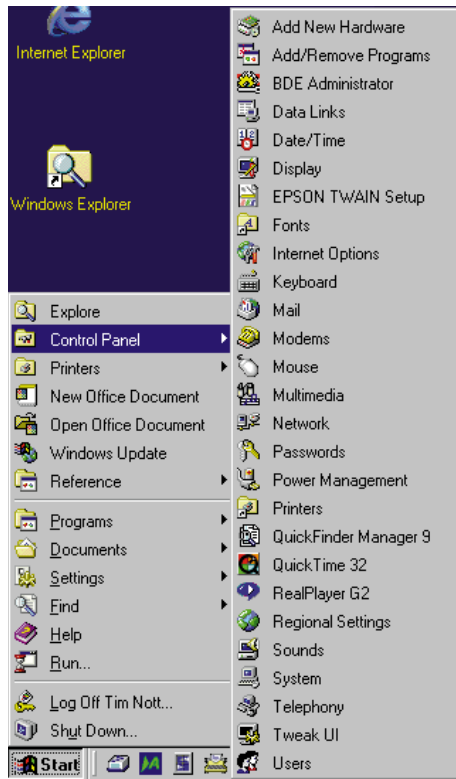 Internet Explorer
Windows Explorer
Explore
Control Panel
Printers
New Office Document
Open Office Document
Windows Update
Reference
Programs
Documents
Settings
Find
Help
Run...
Log Off Tim Nott...
Shut Down...
Start
Add New Hardware
Add/Remove Programs
BDE Administrator
Data Links
Date/Time
Display
EPSON TWAIN Setup
Fonts
Internet Options
Keyboard
Mail
Modems
Mouse
Multimedia
Network
Passwords
Power Management
Printers
QuickFinder Manager 9
QuickTime 32
RealPlayer G2
Regional Settings
Sounds
System
Telephony
Tweak UI
Users